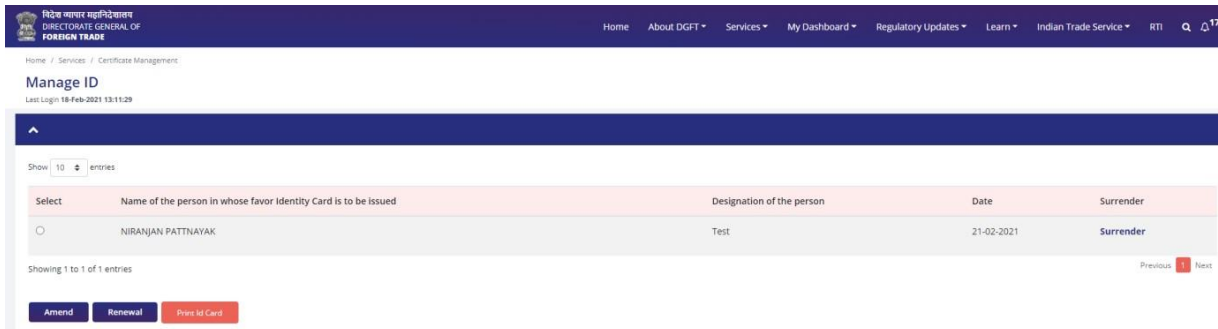 विदेश व्यापार महानिदेशालय
DIRECTORATE GENERAL OF
FOREIGN TRADE
Home About DGFT Services My Dashboard Regulatory Updates Learn Indian Trade Service RTI 17
Home / Services / Certificate Management
Manage ID
Last Login 18-Feb-2021 13:11:29
Show 10 entries
Select Name of the person in whose favor Identity Card is to be issued Designation of the person Date Surrender
NIRANJAN PATTNAYAK Test 21-02-2021 Surrender
Showing 1 to 1 of 1 entries
Previous 1 Next
Amend Renewal Print Id Card